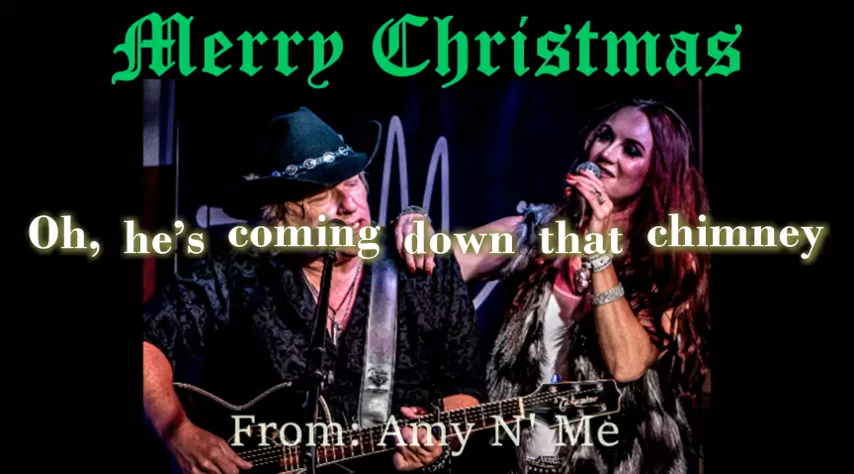 Merry Christmas
Oh, he's coming down that chimney
From: Amy N' Me